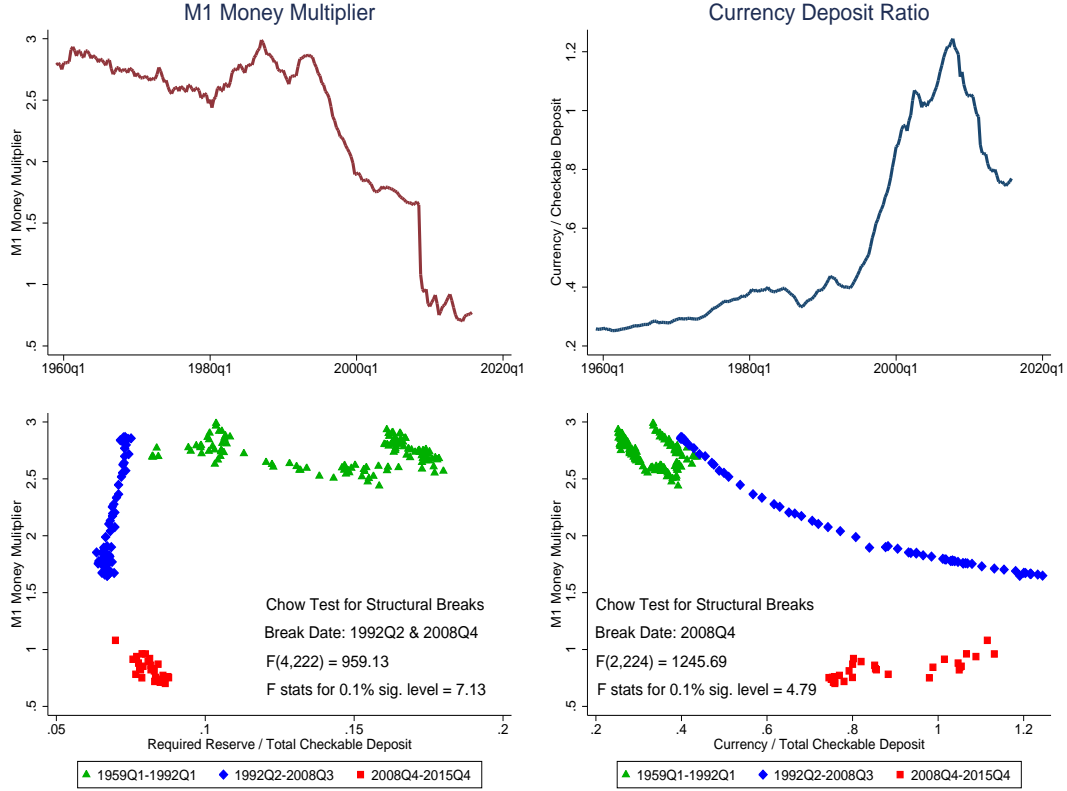 M1 Money Multiplier
M1 Money Mulitplier
3
2.5
2
1.5
1
.5
1960q1 1980q1 2000q1 2020q1
Currency Deposit Ratio
Currency / Checkable Deposit
1.2
1
.8
.6
.4
.2
1960q1 1980q1 2000q1 2020q1
M1 Money Mulitplier
3
2.5
2
1.5
1
.5
Chow Test for Structural Breaks
Break Date: 1992Q2 & 2008Q4
F(4,222) = 959.13
F stats for 0.1% sig. level = 7.13
.05 .1 .15 .2
Required Reserve / Total Checkable Deposit
1959Q1-1992Q1 1992Q2-2008Q3 2008Q4-2015Q4
M1 Money Mulitplier
3
2.5
2
1.5
1
.5
Chow Test for Structural Breaks
Break Date: 2008Q4
F(2,224) = 1245.69
F stats for 0.1% sig. level = 4.79
.2 .4 .6 .8 1 1.2
Currency / Total Checkable Deposit
1959Q1-1992Q1 1992Q2-2008Q3 2008Q4-2015Q4